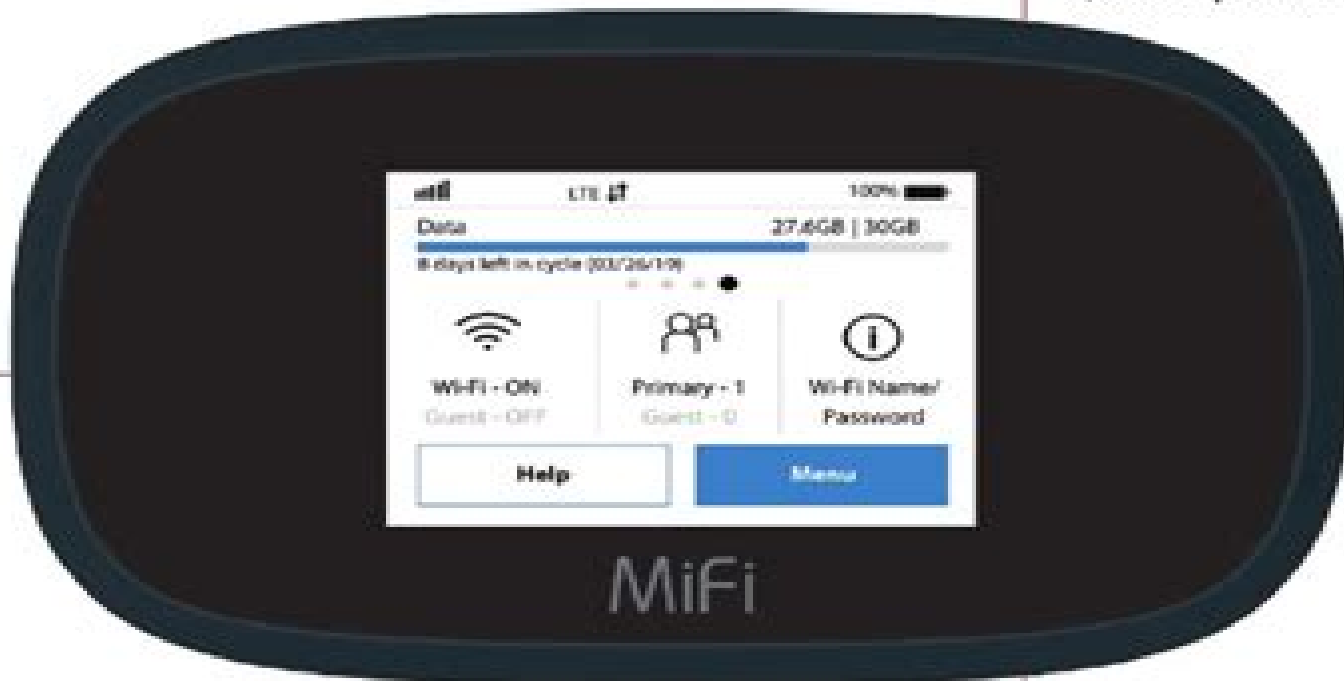 LTE 100%
Data 27.6GB | 30GB
8 days left in cycle (03/26/19)
Wi-Fi - ON Primary - 1 Wi-Fi Name/
Guest - OFF Guest - 0 Password
Help Menu
MiFi